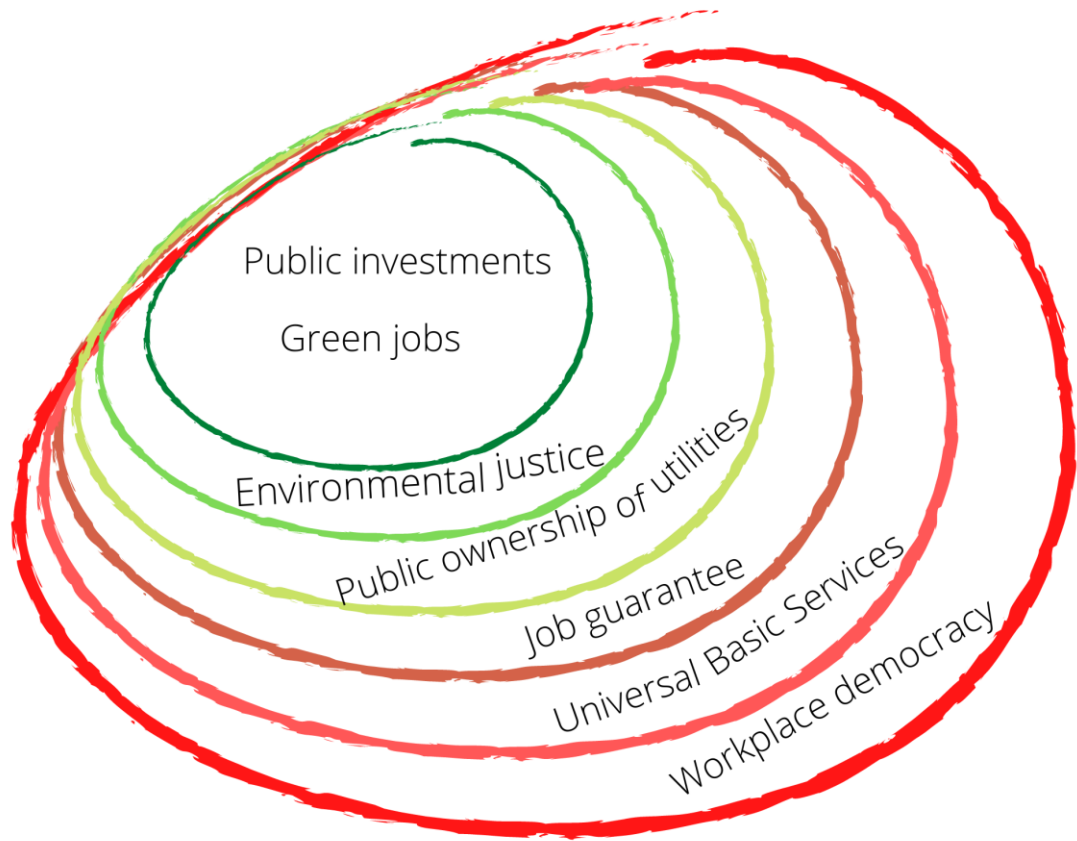 Public investments
Green jobs
Environmental justice
Public ownership of utilities
Job guarantee
Universal Basic Services
Workplace democracy